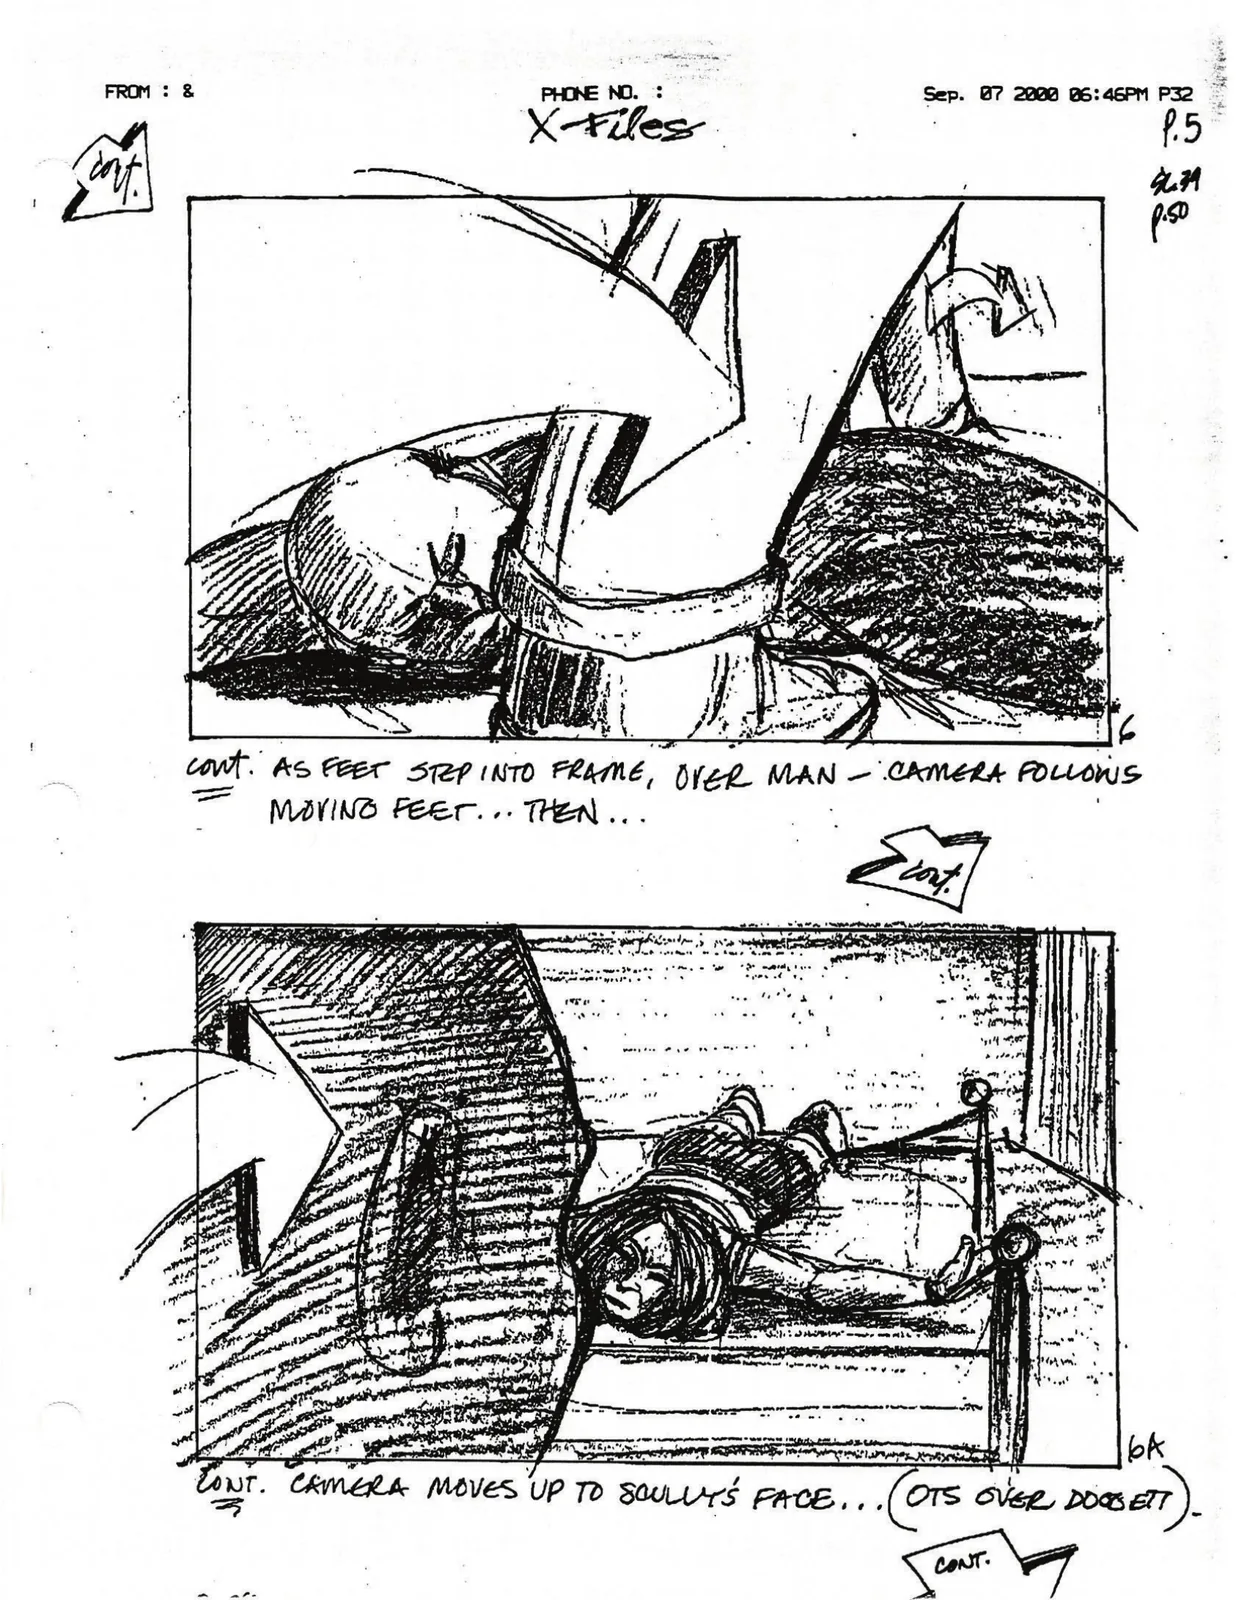 FROM : & PHONE NO. : Sep. 07 2000 06:46PM P32
X-Files
P.5
cont.
SC.39
P.50
6
cont. AS FEET STEP INTO FRAME, OVER MAN – CAMERA FOLLOWS
MOVING FEET... THEN...
cont.
6A
CONT. CAMERA MOVES UP TO SCULLY'S FACE... (OTS OVER DOGGETT).
CONT.